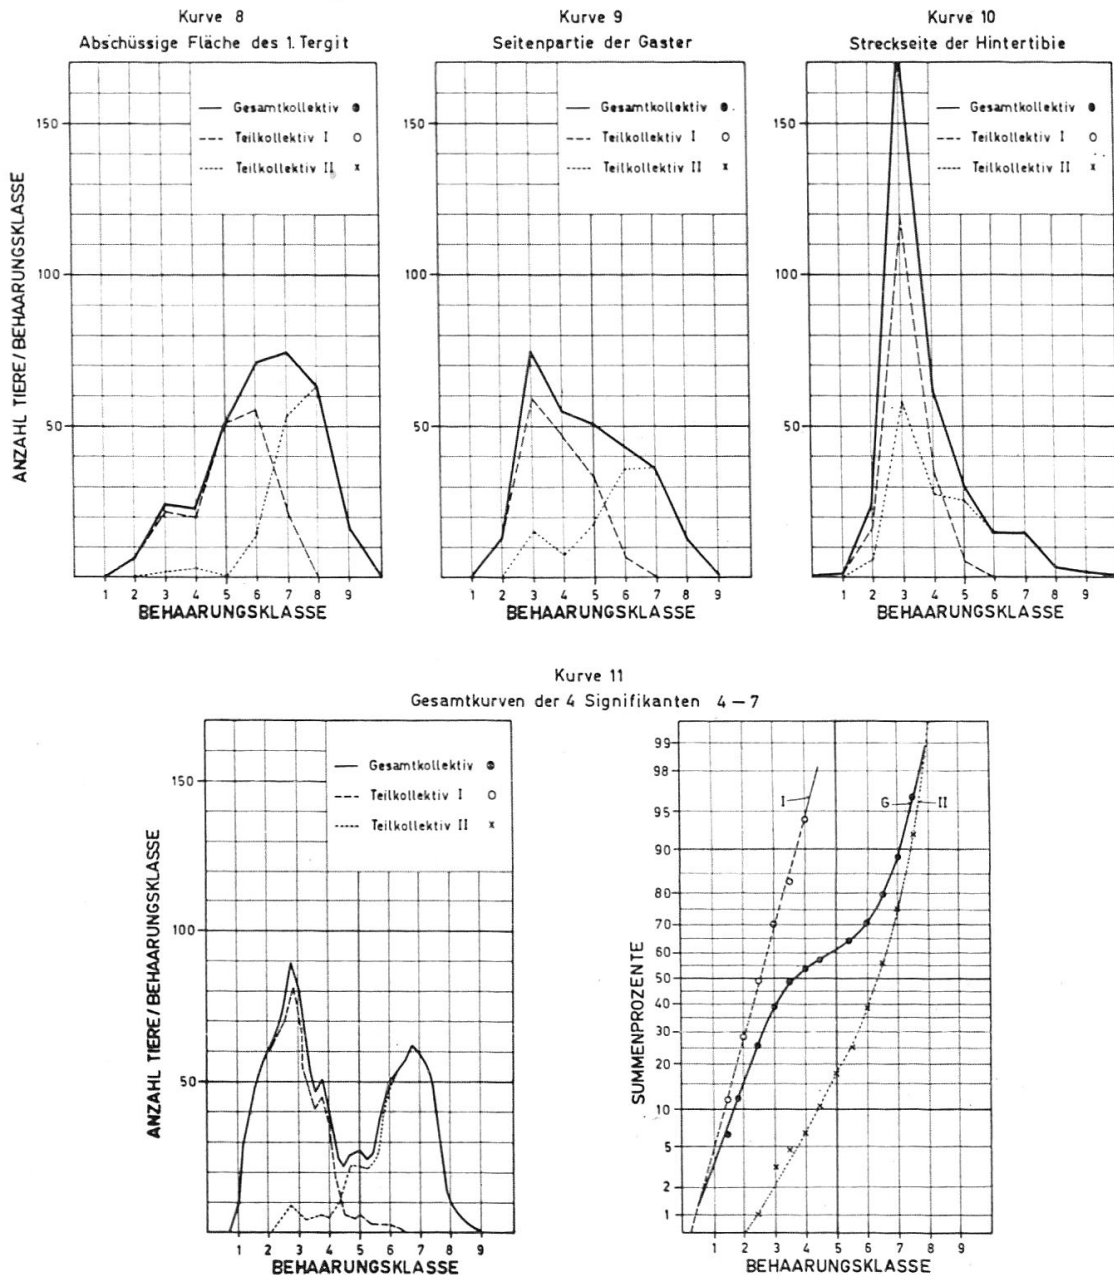 Kurve 8
Abschüssige Fläche des 1. Tergit
ANZAHL TIERE/BEHAARUNGSKLASSE
150
100
50
Gesamtkollektiv
Teilkollektiv I o
Teilkollektiv II x
1 2 3 4 5 6 7 8 9
BEHAARUNGSKLASSE
Kurve 9
Seitenpartie der Gaster
150
100
50
Gesamtkollektiv
Teilkollektiv I o
Teilkollektiv II x
1 2 3 4 5 6 7 8 9
BEHAARUNGSKLASSE
Kurve 10
Streckseite der Hintertibie
150
100
50
Gesamtkollektiv
Teilkollektiv I o
Teilkollektiv II x
1 2 3 4 5 6 7 8 9
BEHAARUNGSKLASSE
Kurve 11
Gesamtkurven der 4 Signifikanten 4 – 7
ANZAHL TIERE/BEHAARUNGSKLASSE
150
100
50
Gesamtkollektiv
Teilkollektiv I O
Teilkollektiv II x
1 2 3 4 5 6 7 8 9
BEHAARUNGSKLASSE
SUMMENPROZENTE
99
98
95
90
80
70
60
50
40
30
20
10
5
2
1
I
G
II
1 2 3 4 5 6 7 8 9
BEHAARUNGSKLASSE